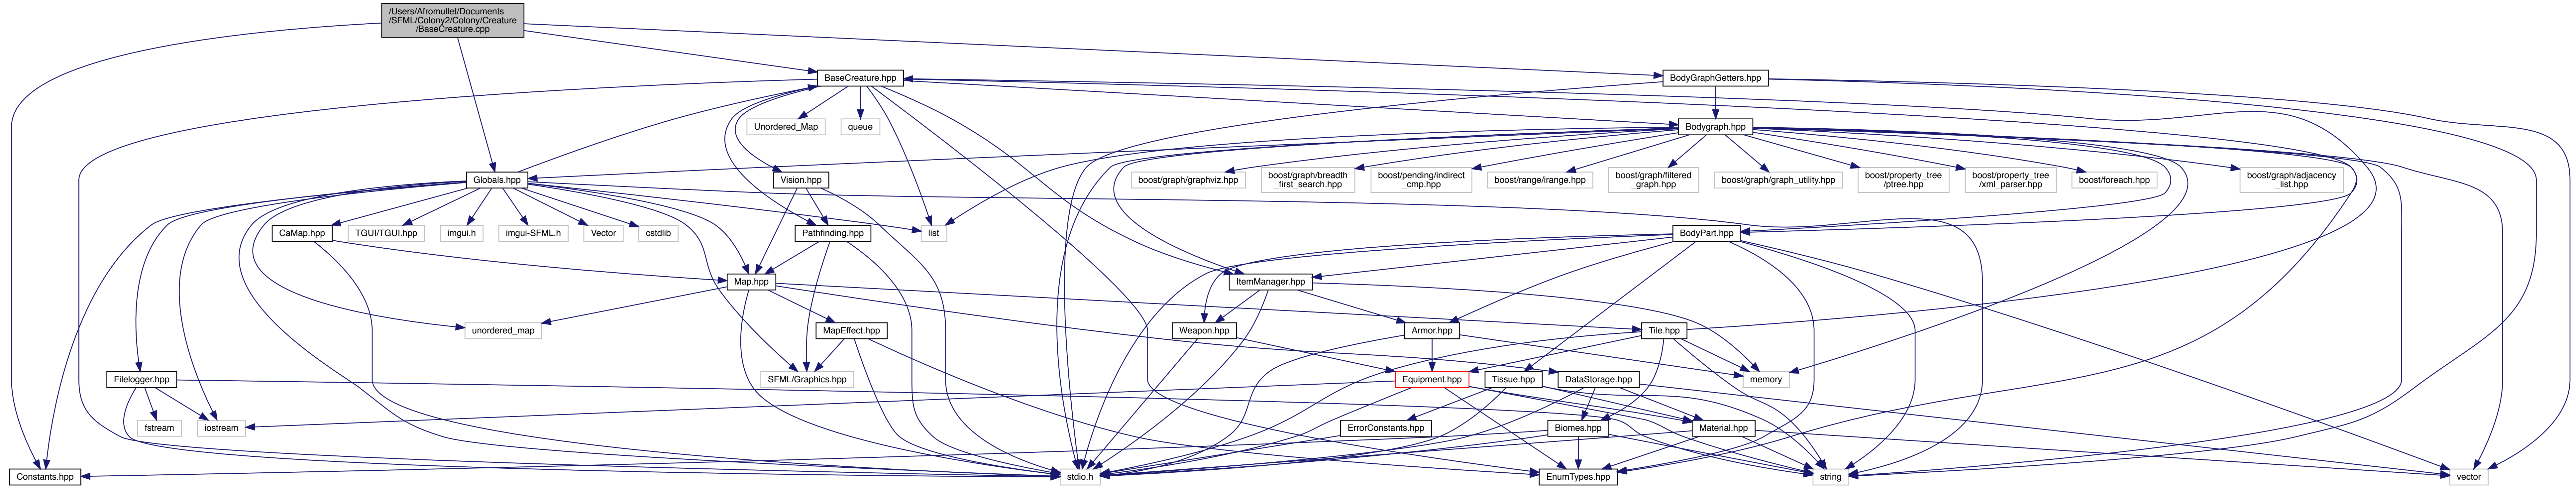 /Users/Afromullet/Documents
/SFML/Colony2/Colony/Creature
/BaseCreature.cpp
BaseCreature.hpp
BodyGraphGetters.hpp
Unordered_Map
queue
Bodygraph.hpp
Globals.hpp
Vision.hpp
boost/graph/graphviz.hpp
boost/graph/breadth
_first_search.hpp
boost/pending/indirect
_cmp.hpp
boost/range/irange.hpp
boost/graph/filtered
_graph.hpp
boost/graph/graph_utility.hpp
boost/property_tree
/ptree.hpp
boost/property_tree
/xml_parser.hpp
boost/foreach.hpp
boost/graph/adjacency
_list.hpp
CaMap.hpp
TGUI/TGUI.hpp
imgui.h
imgui-SFML.h
Vector
cstdlib
Pathfinding.hpp
list
BodyPart.hpp
Map.hpp
ItemManager.hpp
unordered_map
MapEffect.hpp
Weapon.hpp
Armor.hpp
Tile.hpp
Filelogger.hpp
SFML/Graphics.hpp
Equipment.hpp
Tissue.hpp
DataStorage.hpp
memory
fstream
iostream
ErrorConstants.hpp
Biomes.hpp
Material.hpp
Constants.hpp
stdio.h
EnumTypes.hpp
string
vector